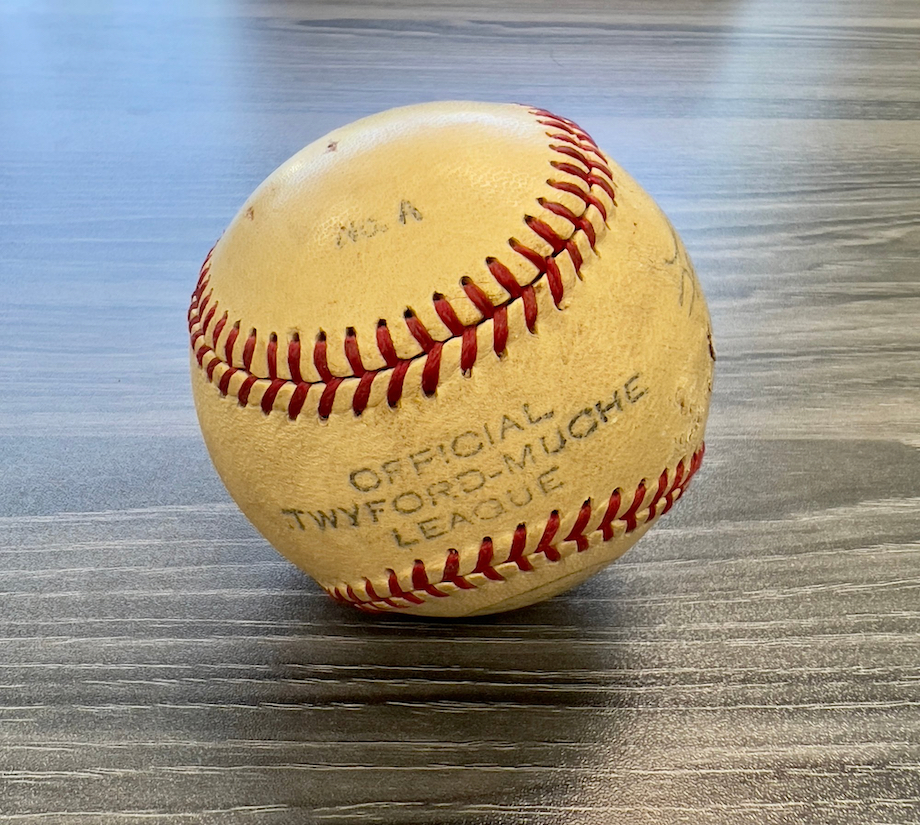 No. A
OFFICIAL
TWYFORD-MUCHE
LEAGUE